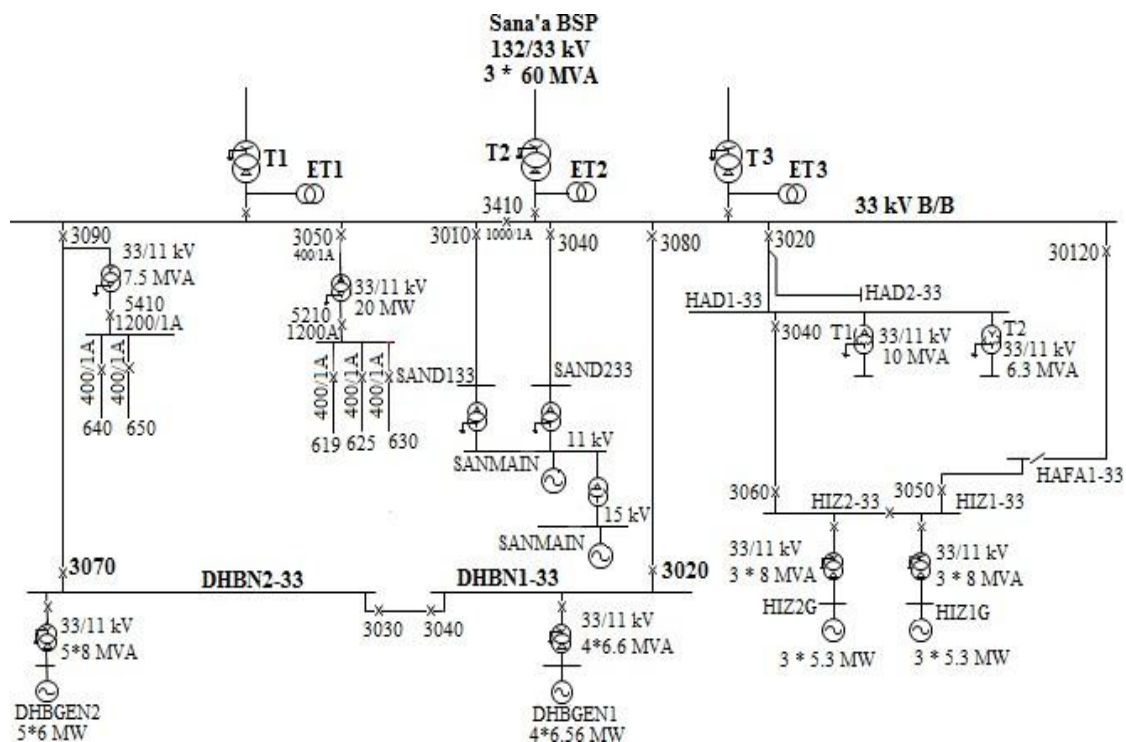 Sana'a BSP
132/33 kV
3 * 60 MVA
T1
ET1
T2
ET2
T3
ET3
3410
1000/1A
33 kV B/B
3090
33/11 kV
7.5 MVA
5410
1200/1A
400/1A
400/1A
640
650
3050
400/1A
33/11 kV
20 MW
5210
1200A
400/1A
400/1A
400/1A
619
625
630
3010
3040
SAND133
SAND233
11 kV
SANMAIN
15 kV
SANMAIN
3080
3020
30120
HAD1-33
HAD2-33
3040
T1
33/11 kV
10 MVA
T2
33/11 kV
6.3 MVA
HAFA1-33
3060
HIZ2-33
3050
HIZ1-33
33/11 kV
3 * 8 MVA
33/11 kV
3 * 8 MVA
HIZ2G
HIZ1G
3 * 5.3 MW
3 * 5.3 MW
3070
DHBN2-33
DHBN1-33
3020
3030
3040
33/11 kV
5*8 MVA
33/11 kV
4*6.6 MVA
DHBGEN2
5*6 MW
DHBGEN1
4*6.56 MW